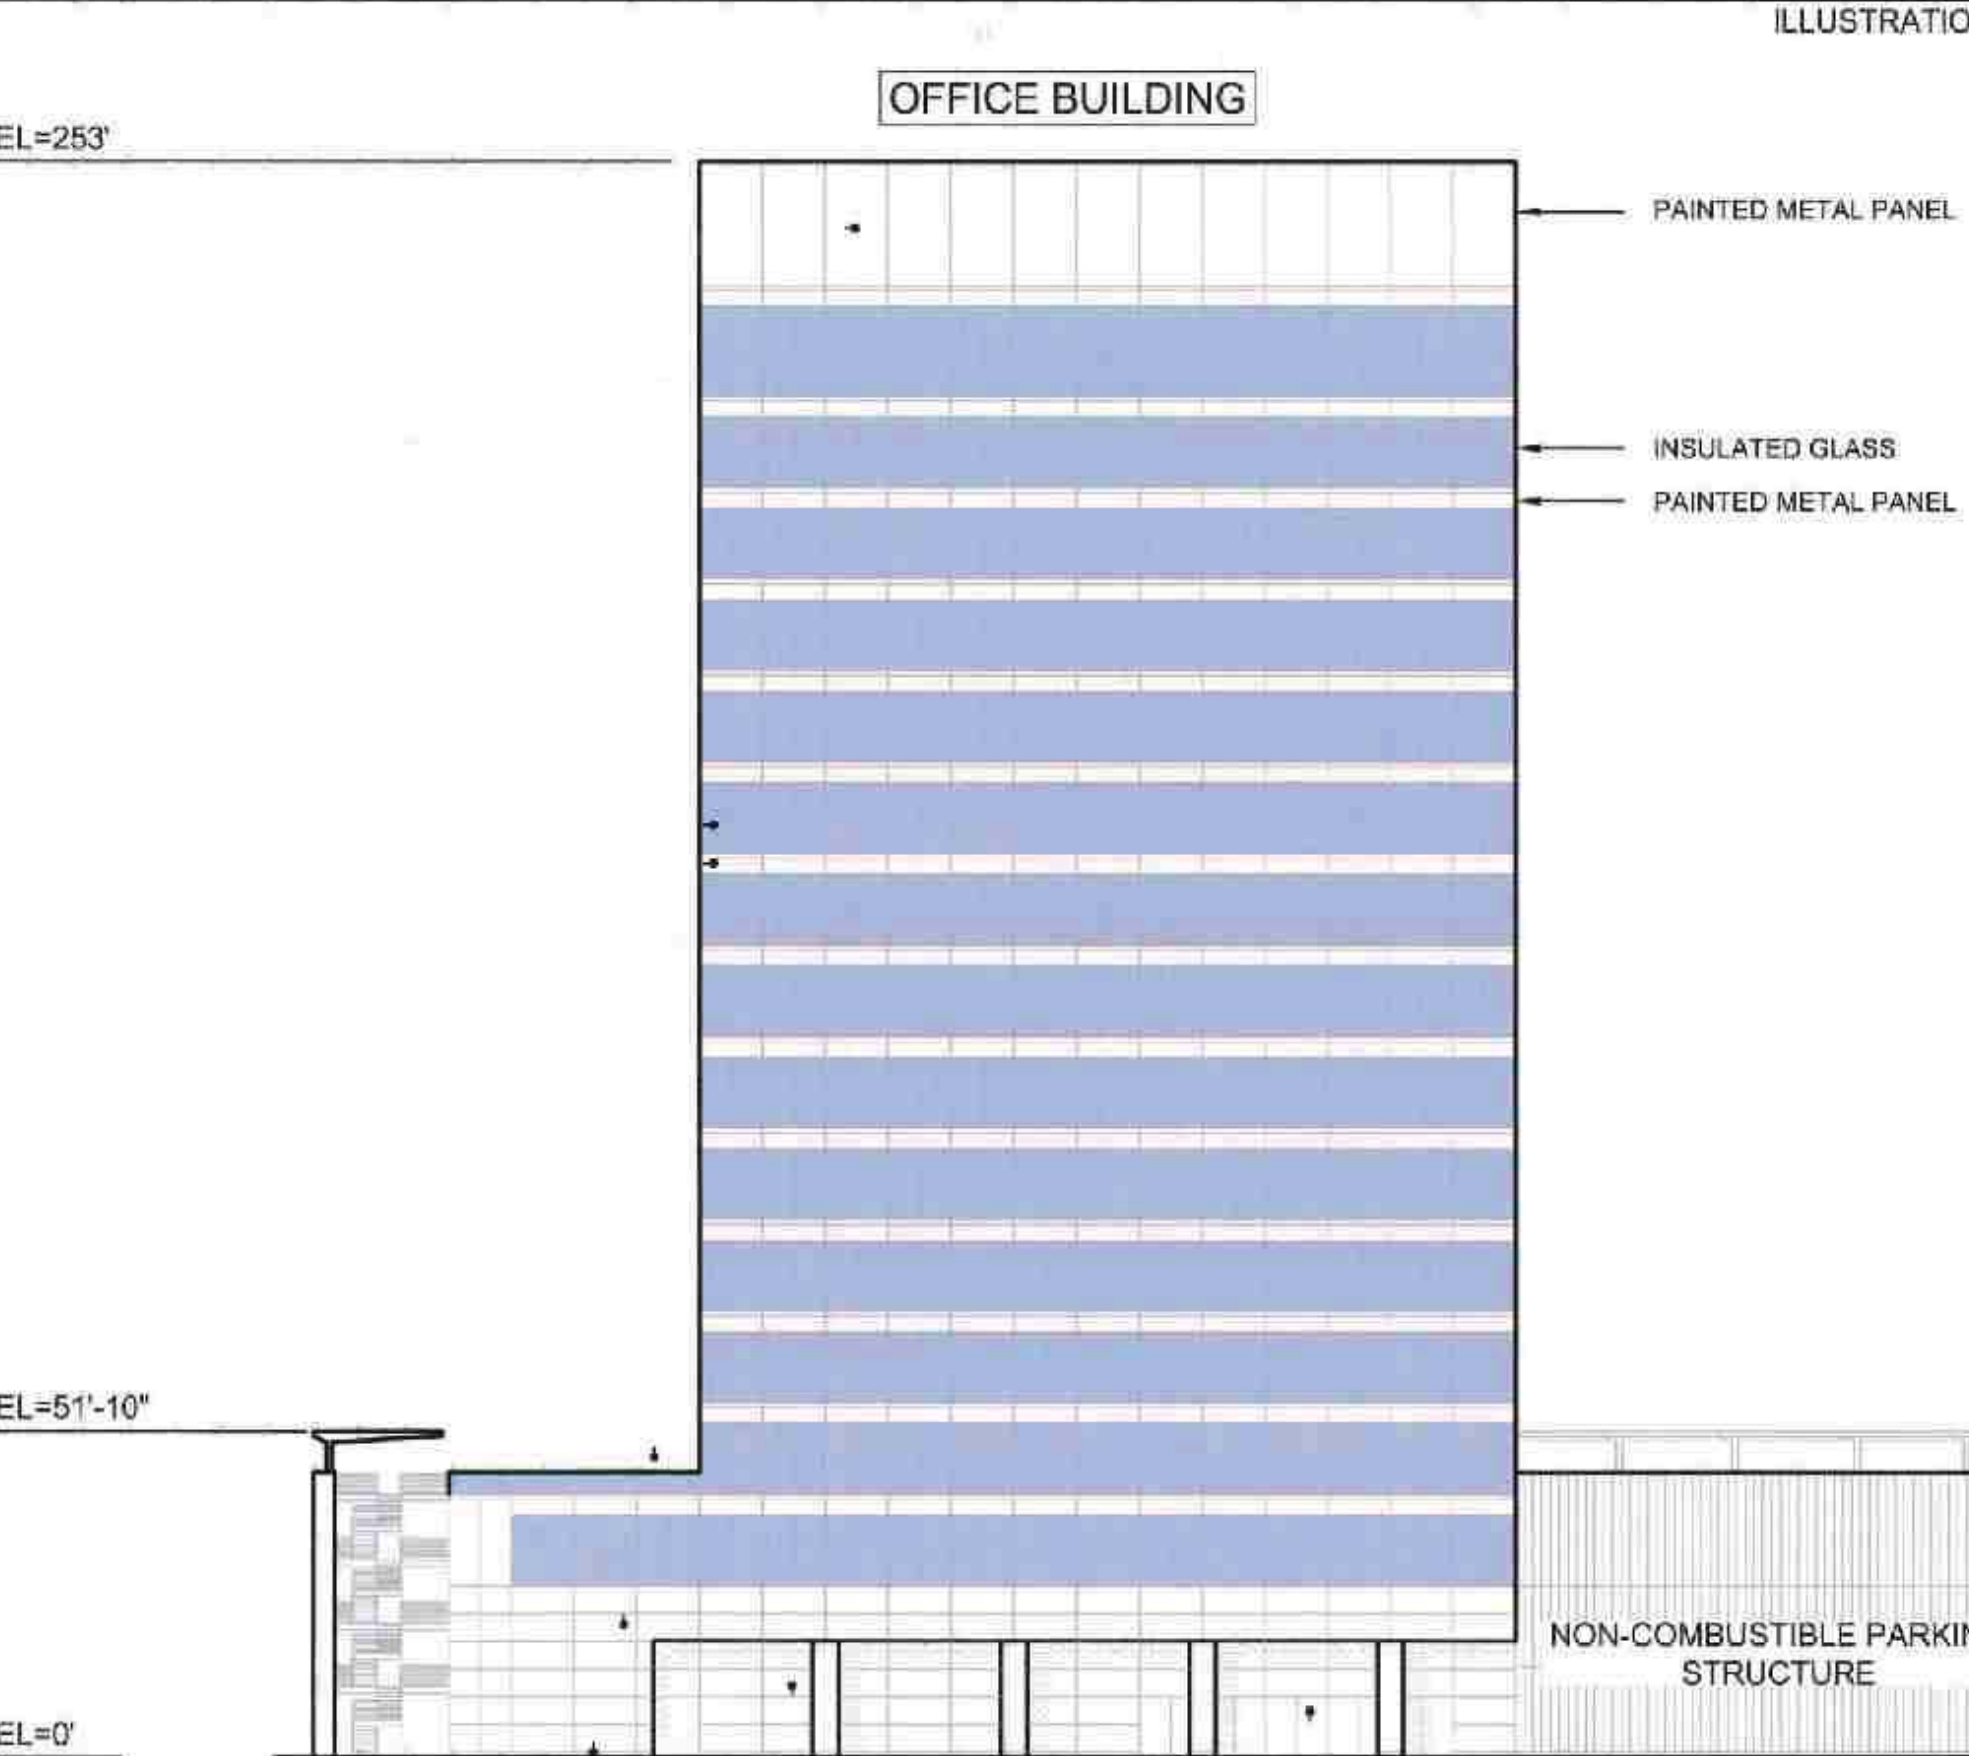 ILLUSTRATIO
OFFICE BUILDING
EL=253'
PAINTED METAL PANEL
INSULATED GLASS
PAINTED METAL PANEL
EL=51'-10"
NON-COMBUSTIBLE PARKIN
STRUCTURE
EL=0'